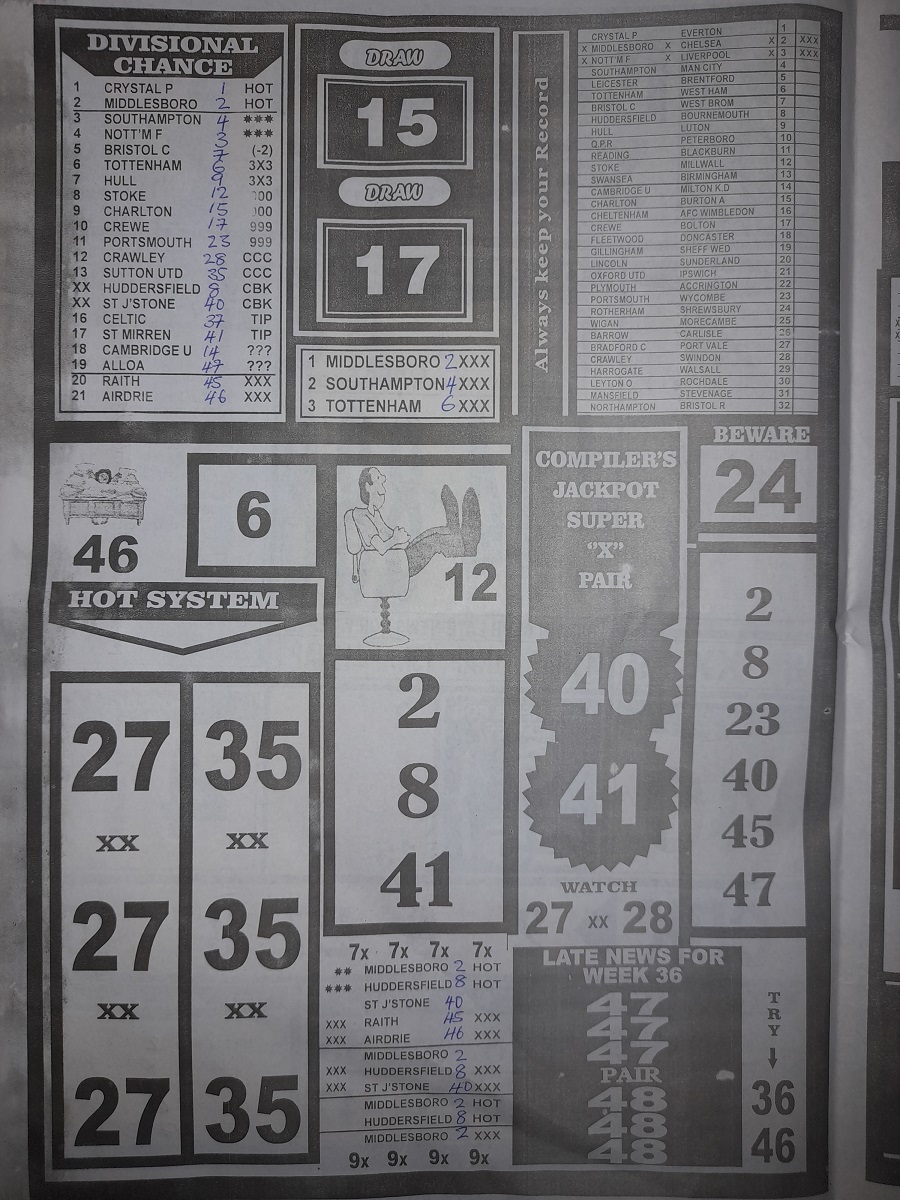 DIVISIONAL
CHANCE
1 CRYSTAL P 1 HOT
2 MIDDLESBORO 2 HOT
3 SOUTHAMPTON 4 ***
4 NOTT'M F 3 ***
5 BRISTOL C 7 (-2)
6 TOTTENHAM 6 3X3
7 HULL 9 3X3
8 STOKE 12 000
9 CHARLTON 15 000
10 CREWE 17 999
11 PORTSMOUTH 23 999
12 CRAWLEY 28 CCC
13 SUTTON UTD 35 CCC
XX HUDDERSFIELD 8 CBK
XX ST J'STONE 40 CBK
16 CELTIC 37 TIP
17 ST MIRREN 41 TIP
18 CAMBRIDGE U 14 ???
19 ALLOA 47 ???
20 RAITH 45 XXX
21 AIRDRIE 46 XXX
DRAW
15
DRAW
17
1 MIDDLESBORO 2 XXX
2 SOUTHAMPTON 4 XXX
3 TOTTENHAM 6 XXX
Always keep your Record
CRYSTAL P EVERTON 1
X MIDDLESBORO X CHELSEA X 2 XXX
X NOTT'M F X LIVERPOOL X 3 XXX
SOUTHAMPTON MAN CITY 4
LEICESTER BRENTFORD 5
TOTTENHAM WEST HAM 6
BRISTOL C WEST BROM 7
HUDDERSFIELD BOURNEMOUTH 8
HULL LUTON 9
Q.P.R PETERBORO 10
READING BLACKBURN 11
STOKE MILLWALL 12
SWANSEA BIRMINGHAM 13
CAMBRIDGE U MILTON K.D 14
CHARLTON BURTON A 15
CHELTENHAM AFC WIMBLEDON 16
CREWE BOLTON 17
FLEETWOOD DONCASTER 18
GILLINGHAM SHEFF WED 19
LINCOLN SUNDERLAND 20
OXFORD UTD IPSWICH 21
PLYMOUTH ACCRINGTON 22
PORTSMOUTH WYCOMBE 23
ROTHERHAM SHREWSBURY 24
WIGAN MORECAMBE 25
BARROW CARLISLE 26
BRADFORD C PORT VALE 27
CRAWLEY SWINDON 28
HARROGATE WALSALL 29
LEYTON O ROCHDALE 30
MANSFIELD STEVENAGE 31
NORTHAMPTON BRISTOL R 32
46
6
12
HOT SYSTEM
27 35
XX XX
27 35
XX XX
27 35
2
8
41
7x 7x 7x 7x
** MIDDLESBORO 2 HOT
*** HUDDERSFIELD 8 HOT
ST J'STONE 40
XXX RAITH 45 XXX
XXX AIRDRIE 46 XXX
MIDDLESBORO 2
XXX HUDDERSFIELD 8 XXX
XXX ST J'STONE 40 XXX
MIDDLESBORO 2 HOT
HUDDERSFIELD 8 HOT
MIDDLESBORO 2 XXX
9x 9x 9x 9x
COMPILER'S
JACKPOT
SUPER
"X"
PAIR
40
41
WATCH
27 XX 28
BEWARE
24
2
8
23
40
45
47
LATE NEWS FOR
WEEK 36
47
47
47
PAIR
48
48
48
TRY
36
46